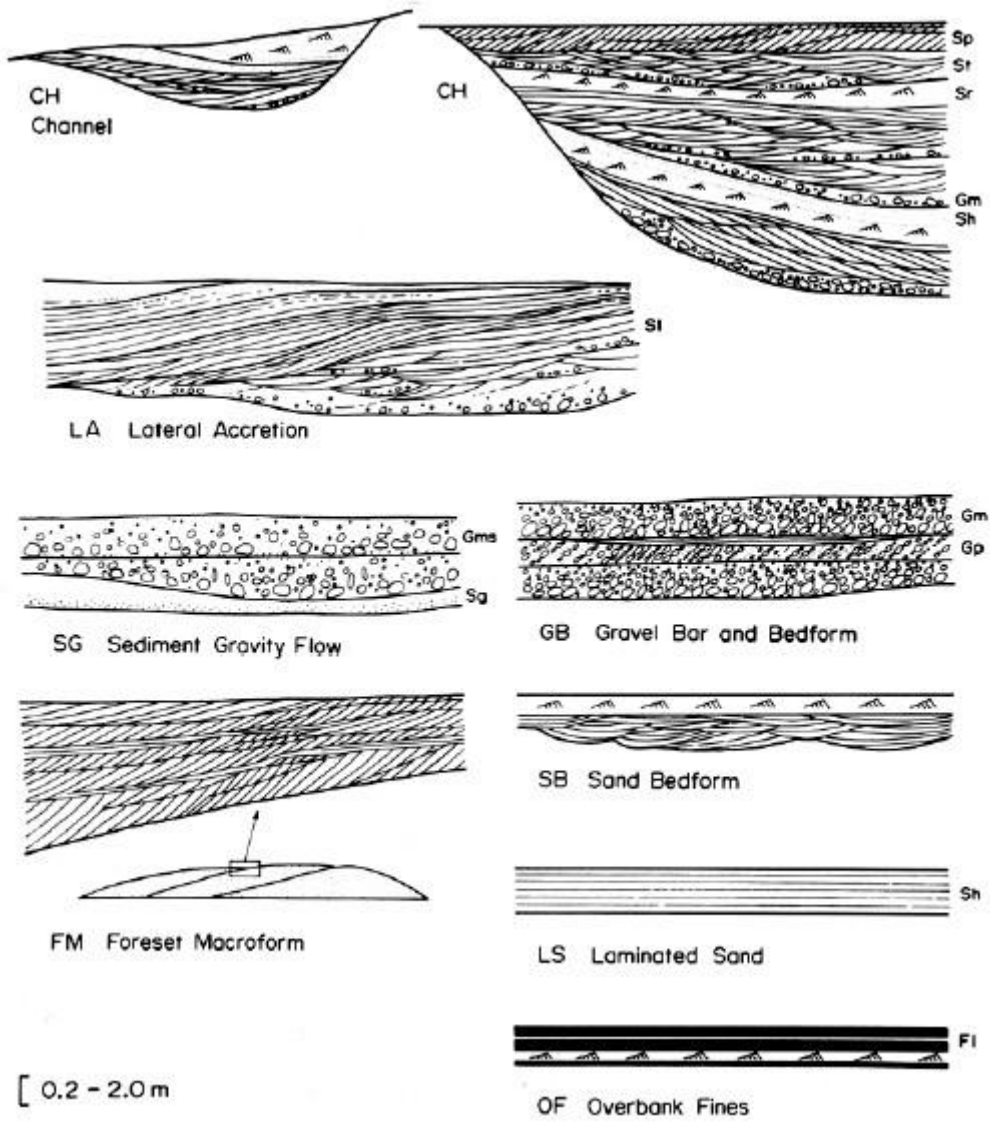 CH
Channel
CH
Sp
St
Sr
Gm
Sh
Sl
LA Lateral Accretion
Gms
Sg
SG Sediment Gravity Flow
Gm
Gp
GB Gravel Bar and Bedform
FM Foreset Macroform
SB Sand Bedform
Sh
LS Laminated Sand
Fl
OF Overbank Fines
[ 0.2 - 2.0 m